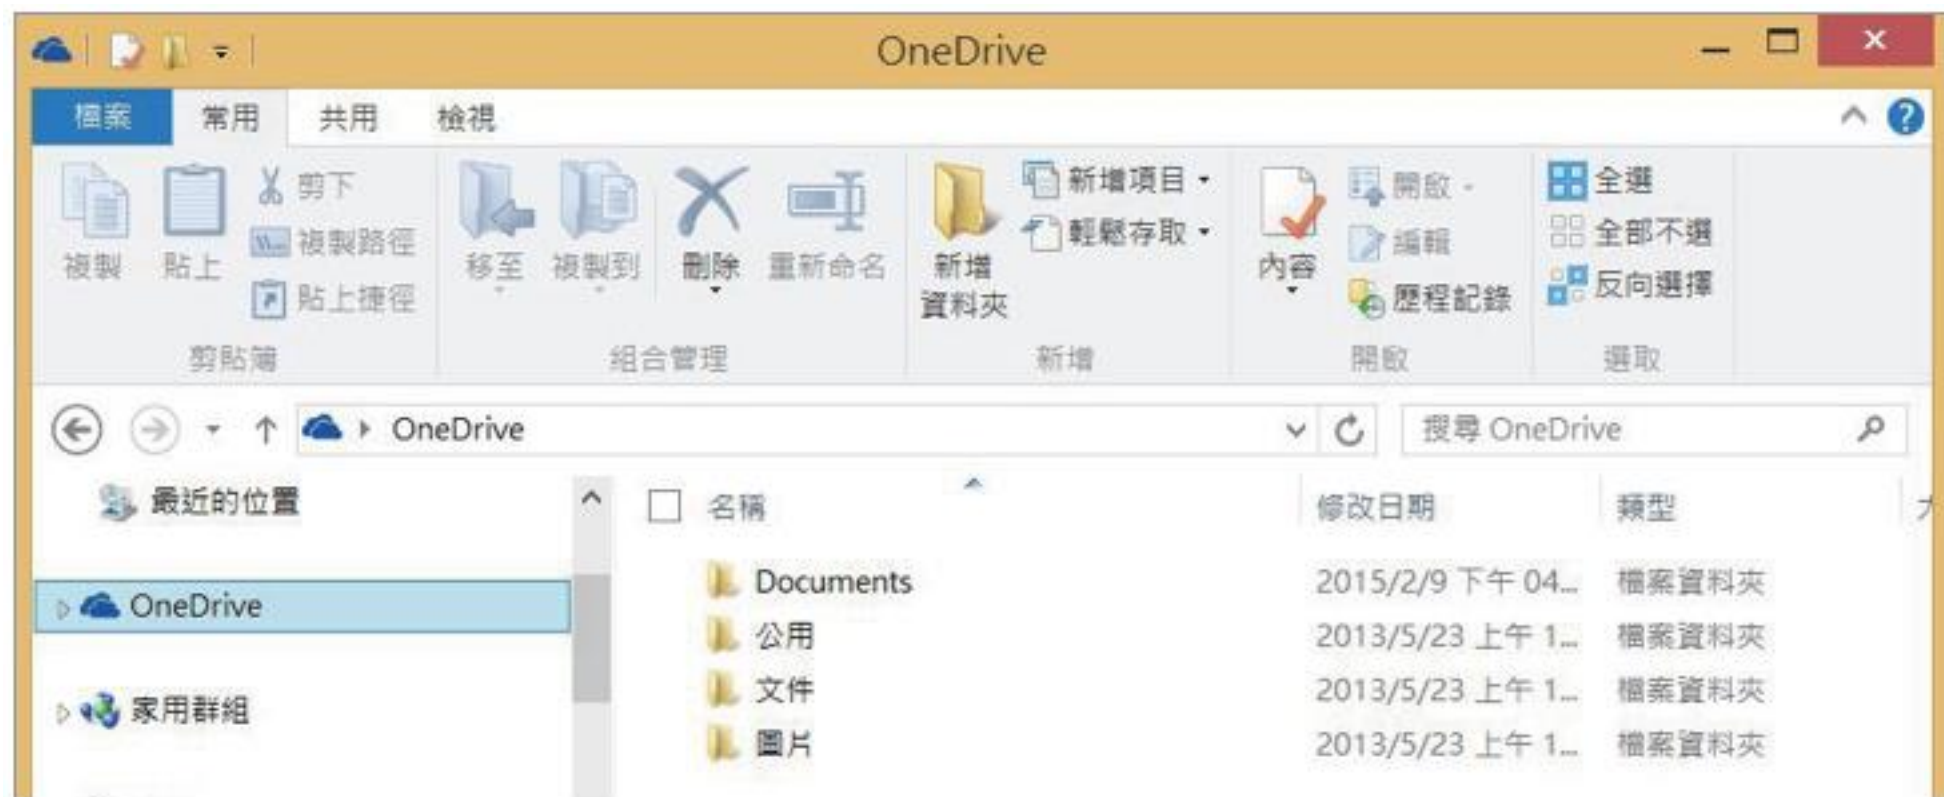 OneDrive
檔案 常用 共用 檢視
複製 貼上 剪下 複製路徑 貼上捷徑
剪貼簿
移至 複製到 刪除 重新命名
組合管理
新增資料夾 新增項目 輕鬆存取
新增
內容 開啟 編輯 歷程記錄
開啟
全選 全部不選 反向選擇
選取
OneDrive 搜尋 OneDrive
最近的位置
OneDrive
家用群組
名稱 修改日期 類型
Documents 2015/2/9 下午 04... 檔案資料夾
公用 2013/5/23 上午 1... 檔案資料夾
文件 2013/5/23 上午 1... 檔案資料夾
圖片 2013/5/23 上午 1... 檔案資料夾